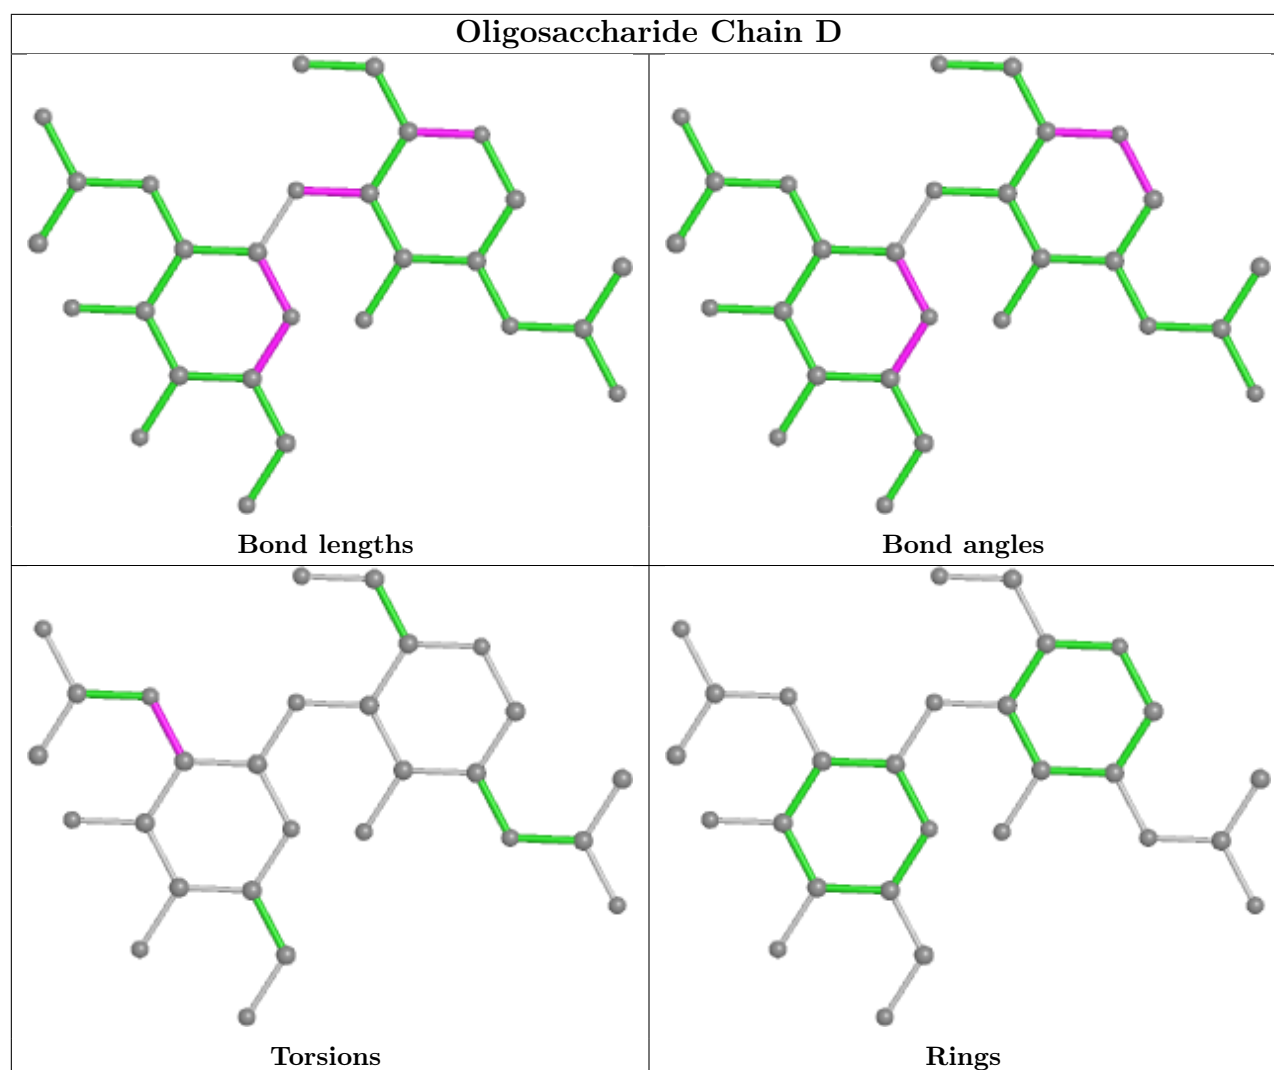 Oligosaccharide Chain D
Bond lengths
Bond angles
Torsions
Rings